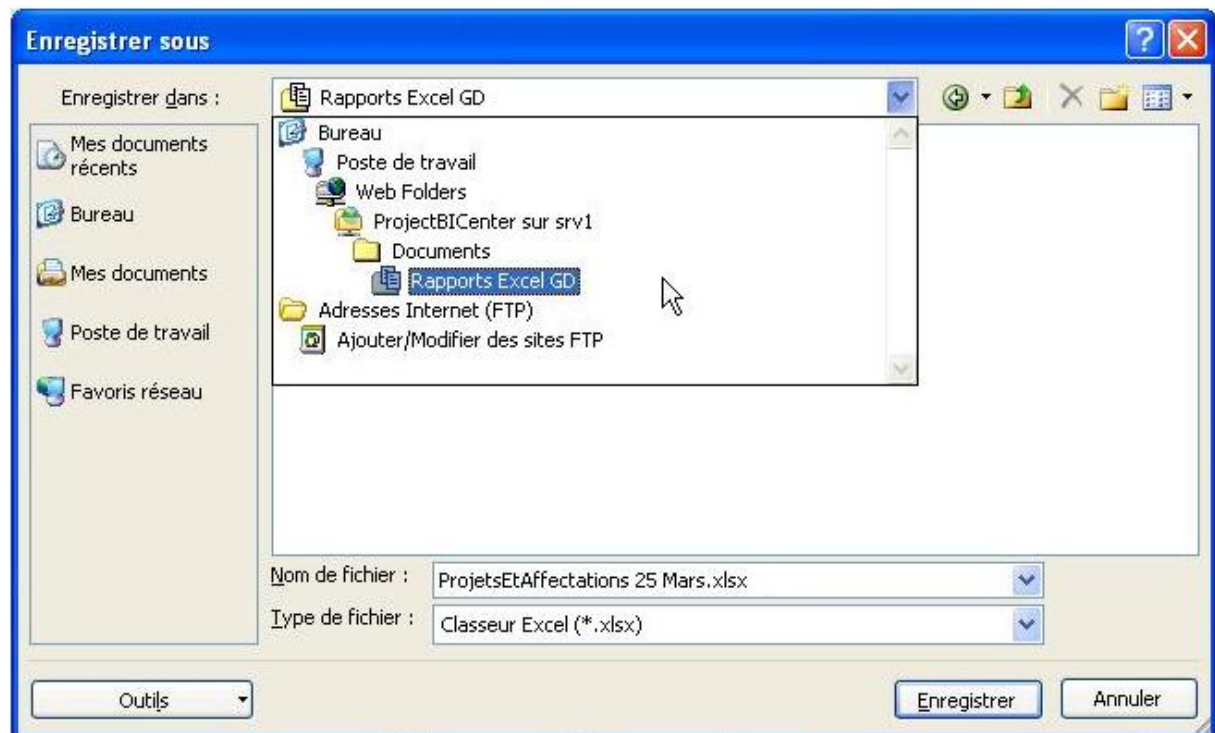 Enregistrer sous
Enregistrer dans :
Rapports Excel GD
Mes documents
récents
Bureau
Mes documents
Poste de travail
Favoris réseau
Bureau
Poste de travail
Web Folders
ProjectBICenter sur srv1
Documents
Rapports Excel GD
Adresses Internet (FTP)
Ajouter/Modifier des sites FTP
Nom de fichier :
ProjetsEtAffectations 25 Mars.xlsx
Type de fichier :
Classeur Excel (*.xlsx)
Outils
Enregistrer
Annuler